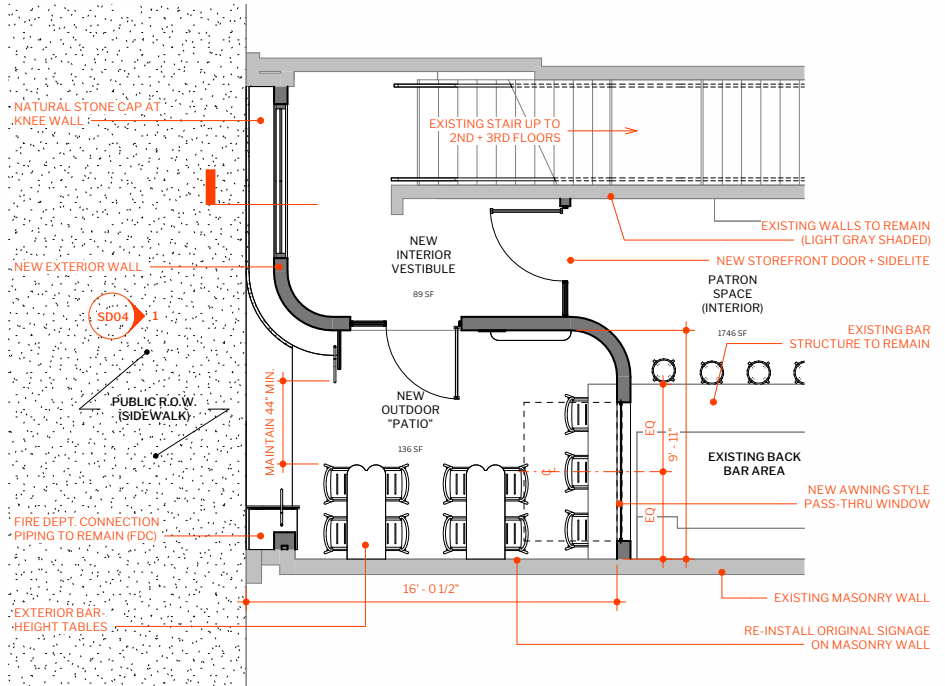 NATURAL STONE CAP AT
KNEE WALL
EXISTING STAIR UP TO
2ND + 3RD FLOORS
EXISTING WALLS TO REMAIN
(LIGHT GRAY SHADED)
NEW
INTERIOR
VESTIBULE
89 SF
NEW EXTERIOR WALL
NEW STOREFRONT DOOR + SIDELITE
PATRON
SPACE
(INTERIOR)
1746 SF
SD04
1
EXISTING BAR
STRUCTURE TO REMAIN
PUBLIC R.O.W.
(SIDEWALK)
MAINTAIN 44" MIN.
NEW
OUTDOOR
"PATIO"
136 SF
EQ
9' - 11"
EQ
CL
EXISTING BACK
BAR AREA
NEW AWNING STYLE
PASS-THRU WINDOW
FIRE DEPT. CONNECTION
PIPING TO REMAIN (FDC)
16' - 0 1/2"
EXISTING MASONRY WALL
EXTERIOR BAR-
HEIGHT TABLES
RE-INSTALL ORIGINAL SIGNAGE
ON MASONRY WALL